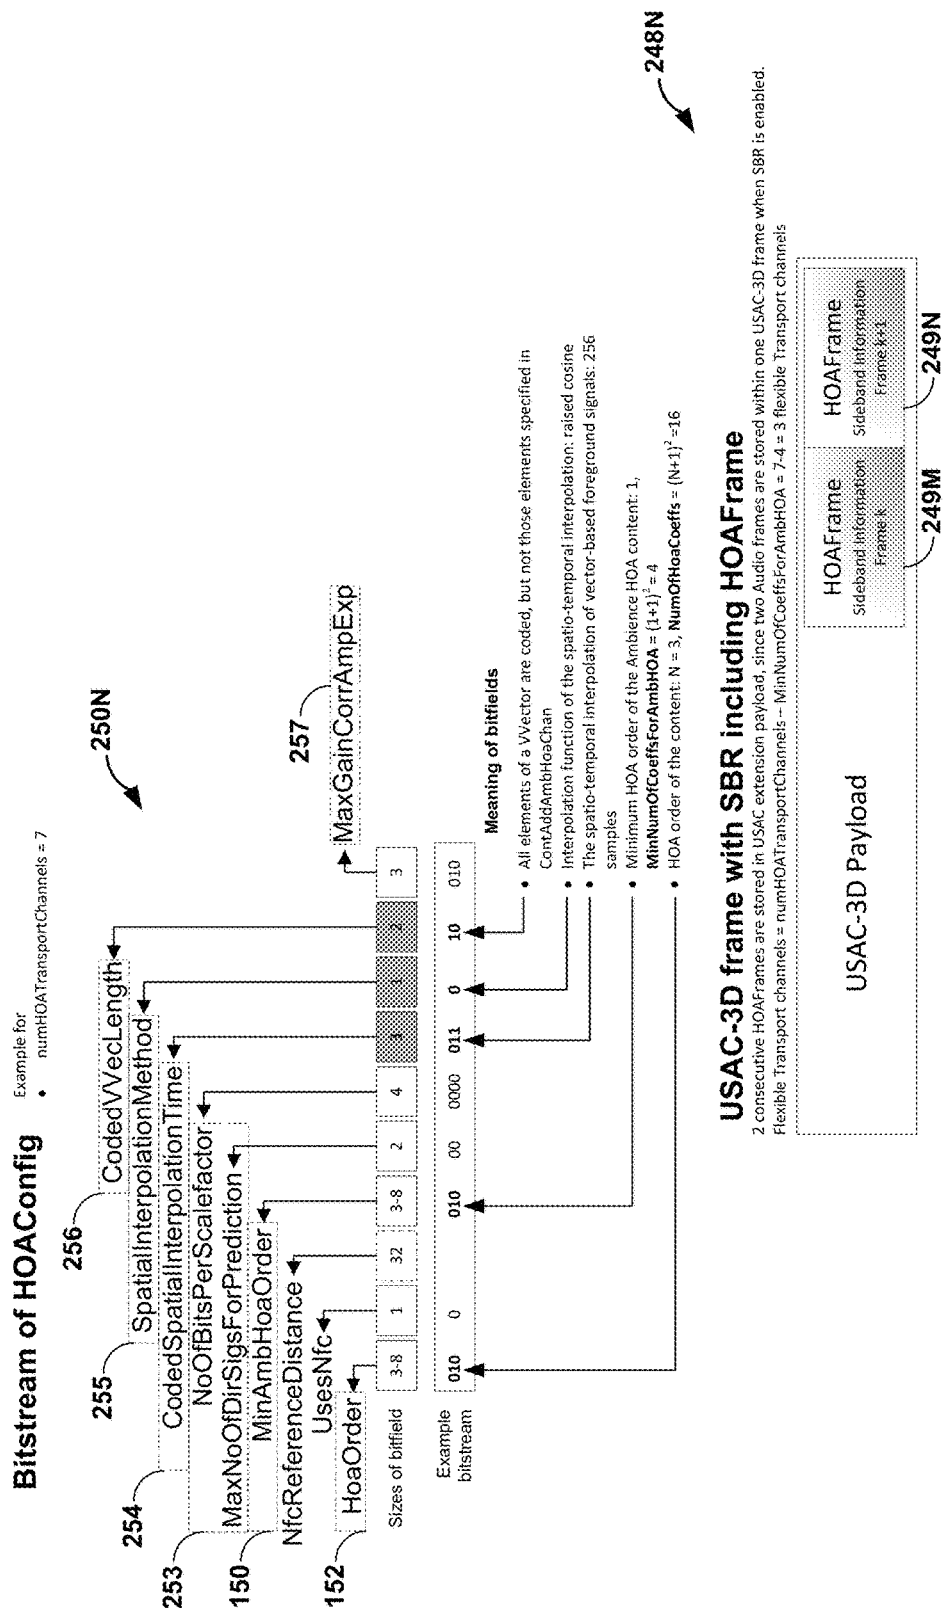 Bitstream of HOAConfig
Example for
• numHOATransportChannels = 7
250N
256
CodedVVecLength
255
SpatialInterpolationMethod
254
CodedSpatialInterpolationTime
253
NoOfBitsPerScalefactor
MaxNoOfDirSigsForPrediction
150
MinAmbHoaOrder
NfcReferenceDistance
UsesNfc
152
HoaOrder
257
MaxGainCorrAmpExp
Sizes of bitfield
3-8 1 32 3-8 2 4 3
Example
bitstream
010 0 010 00 0000 011 0 10 010
Meaning of bitfields
• All elements of a VVector are coded, but not those elements specified in
ContAddAmbHoaChan
• Interpolation function of the spatio-temporal interpolation: raised cosine
• The spatio-temporal interpolation of vector-based foreground signals: 256
samples
• Minimum HOA order of the Ambience HOA content: 1,
MinNumOfCoeffsForAmbHOA = (1+1)² = 4
• HOA order of the content: N = 3, NumOfHoaCoeffs = (N+1)² =16
248N
USAC-3D frame with SBR including HOAFrame
2 consecutive HOAFrames are stored in USAC extension payload, since two Audio frames are stored within one USAC-3D frame when SBR is enabled.
Flexible Transport channels = numHOATransportChannels – MinNumOfCoeffsForAmbHOA = 7-4 = 3 flexible Transport channels
USAC-3D Payload
HOAFrame
Sideband Information
Frame k
HOAFrame
Sideband Information
Frame k+1
249M
249N